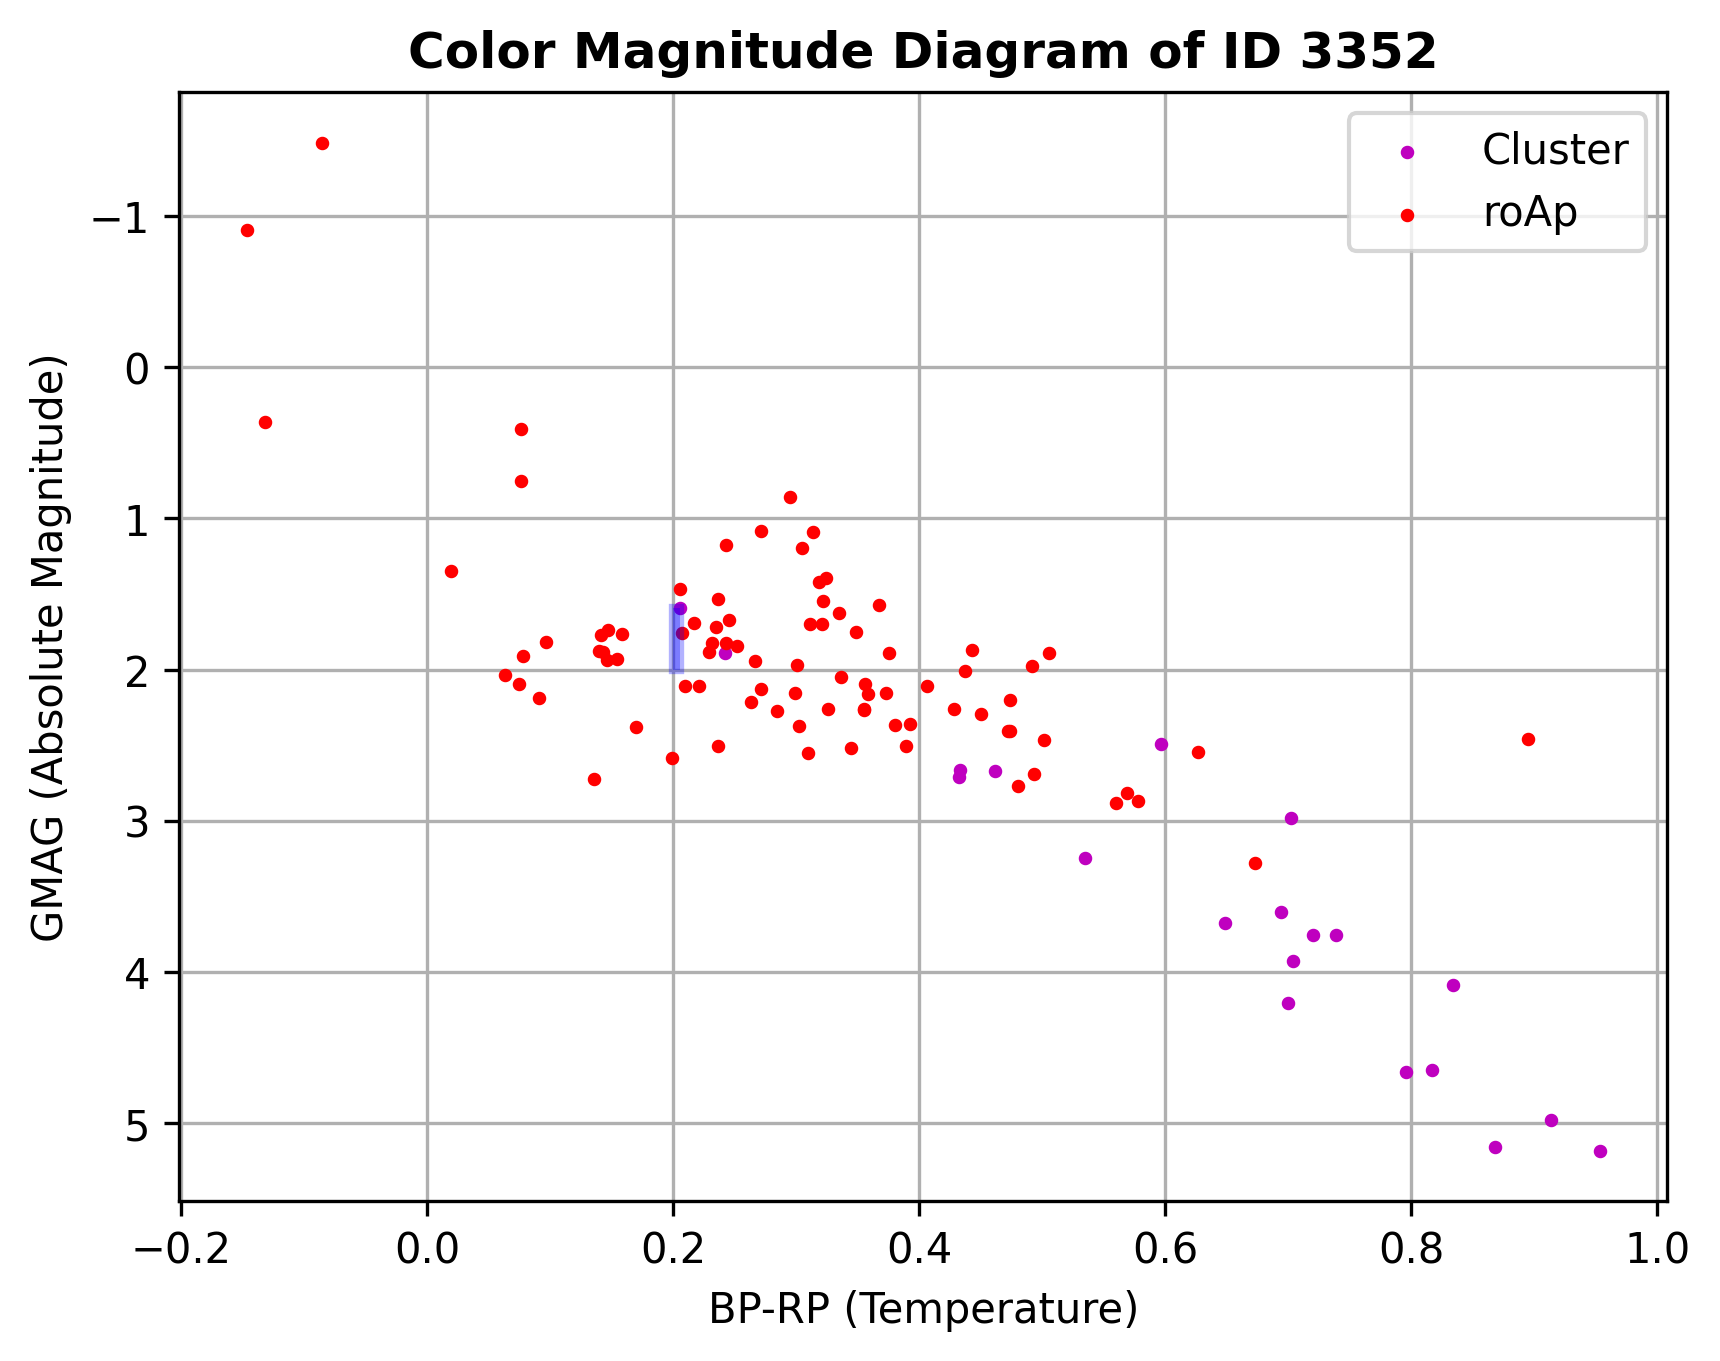 Color Magnitude Diagram of ID 3352
Cluster
roAp
−1
0
1
2
3
4
5
GMAG (Absolute Magnitude)
−0.2 0.0 0.2 0.4 0.6 0.8 1.0
BP-RP (Temperature)